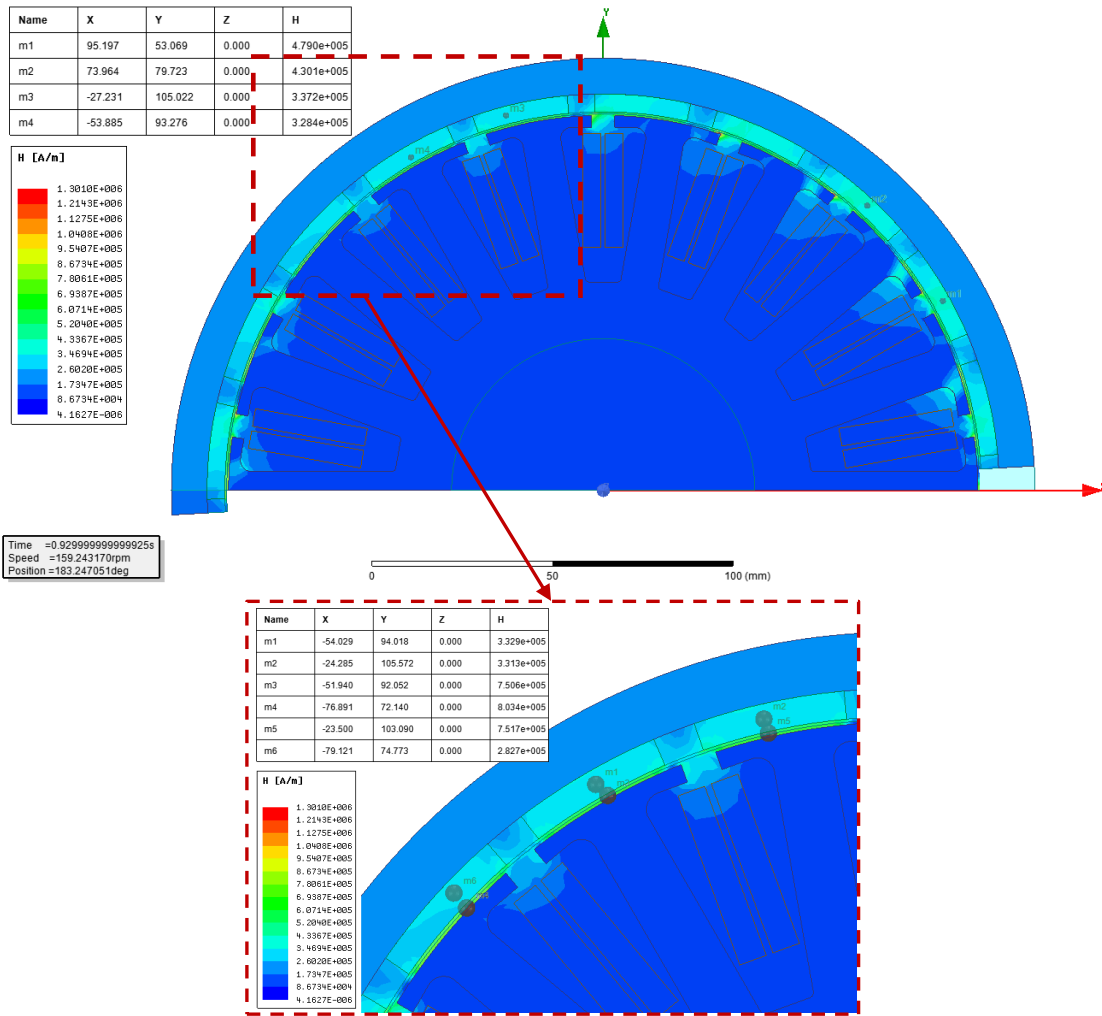 Name X Y Z H
m1 95.197 53.069 0.000 4.790e+005
m2 73.964 79.723 0.000 4.301e+005
m3 -27.231 105.022 0.000 3.372e+005
m4 -53.885 93.276 0.000 3.284e+005
Y
m3
m4
m2
m1
H [A/m]
1.3010E+006
1.2143E+005
1.1275E+006
1.0408E+006
9.5407E+005
8.6734E+005
7.8061E+005
6.9387E+005
6.0714E+005
5.2040E+005
4.3367E+005
3.4694E+005
2.6020E+005
1.7347E+005
8.6734E+004
4.1627E-006
Time =0.929999999999925s
Speed =159.243170rpm
Position =183.247051deg
0 50 100 (mm)
Name X Y Z H
m1 -54.029 94.018 0.000 3.329e+005
m2 -24.285 105.572 0.000 3.313e+005
m3 -51.940 92.052 0.000 7.506e+005
m4 -76.891 72.140 0.000 8.034e+005
m5 -23.500 103.090 0.000 7.517e+005
m6 -79.121 74.773 0.000 2.827e+005
m2
m5
m1
m6
H [A/m]
1.3010E+006
1.2143E+006
1.1275E+006
1.0408E+006
9.5407E+005
8.6734E+005
7.8061E+005
6.9387E+005
6.0714E+005
5.2040E+005
4.3367E+005
3.4694E+005
2.6020E+005
1.7347E+005
8.6734E+004
4.1627E-006